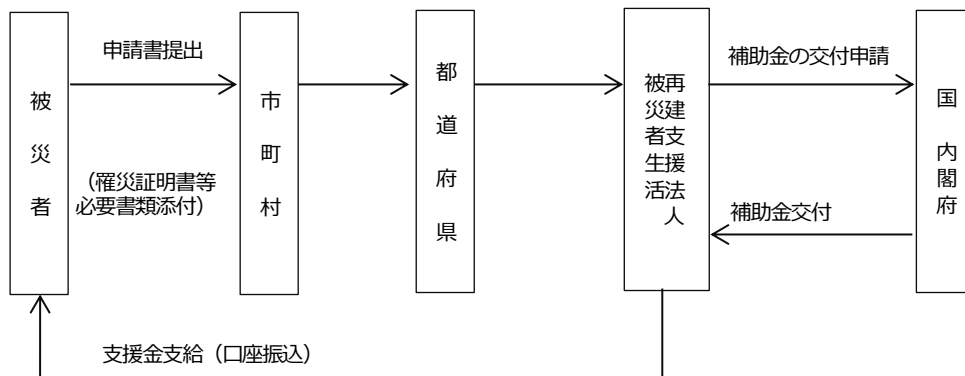 被災者
申請書提出
（罹災証明書等
必要書類添付）
市町村
都道府県
被災者生活
再建支援法人
補助金の交付申請
補助金交付
国 内閣府
支援金支給（口座振込）